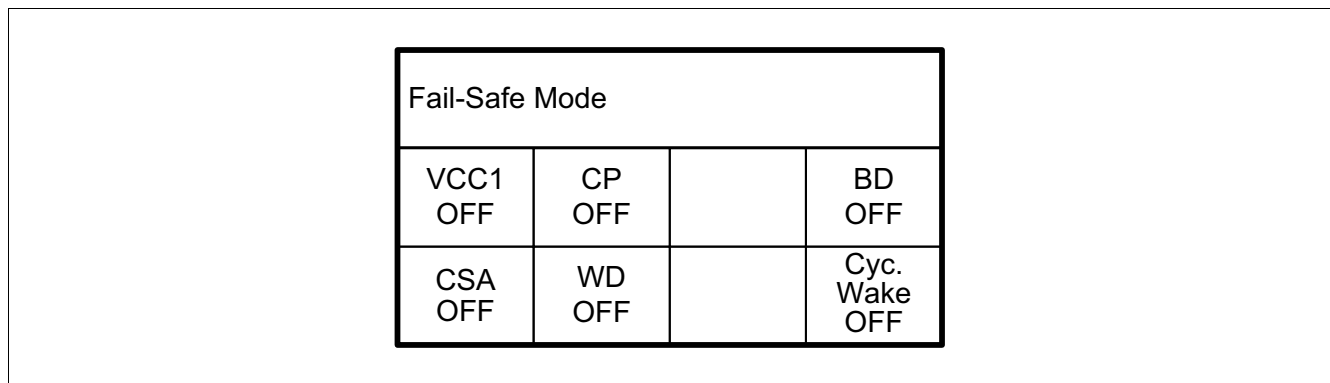 Fail-Safe Mode
VCC1
OFF
CP
OFF
BD
OFF
CSA
OFF
WD
OFF
Cyc.
Wake
OFF